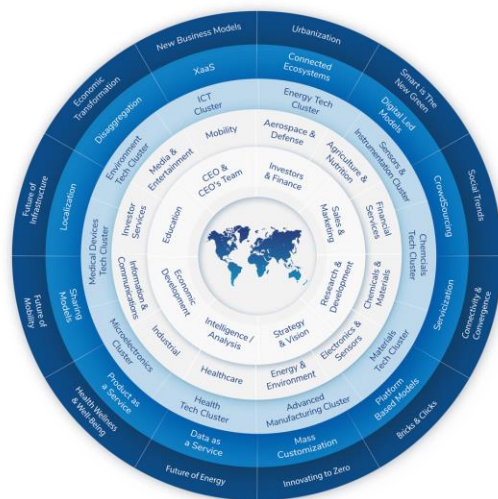 New Business Models
Urbanization
Smart is The
New Green
Social Trends
Connectivity &
Convergence
Bricks & Clicks
Innovating to Zero
Future of Energy
Health Wellness
& Well-Being
Future of
Mobility
Future of
Infrastructure
Economic
Transformation
XaaS
Connected
Ecosystems
Digital Led
Models
CrowdSourcing
Servicization
Platform
Based Models
Mass
Customization
Data as
a Service
Product as
a Service
Sharing
Models
Localization
Disaggregation
ICT
Cluster
Energy Tech
Cluster
Sensors &
Instrumentation Cluster
Chemcials
Tech Cluster
Materials
Tech Cluster
Advanced
Manufacturing Cluster
Health
Tech Cluster
Microelectronics
Cluster
Medical Devices
Tech Cluster
Environment
Tech Cluster
Mobility
Aerospace &
Defense
Agriculture &
Nutrition
Financial
Services
Chemicals &
Materials
Electronics &
Sensors
Energy &
Environment
Healthcare
Industrial
Information &
Communications
Investor
Services
Media &
Entertainment
CEO &
CEO's Team
Investors
& Finance
Sales &
Marketing
Research &
Development
Strategy
& Vision
Intelligence /
Analysis
Economic
Development
Education